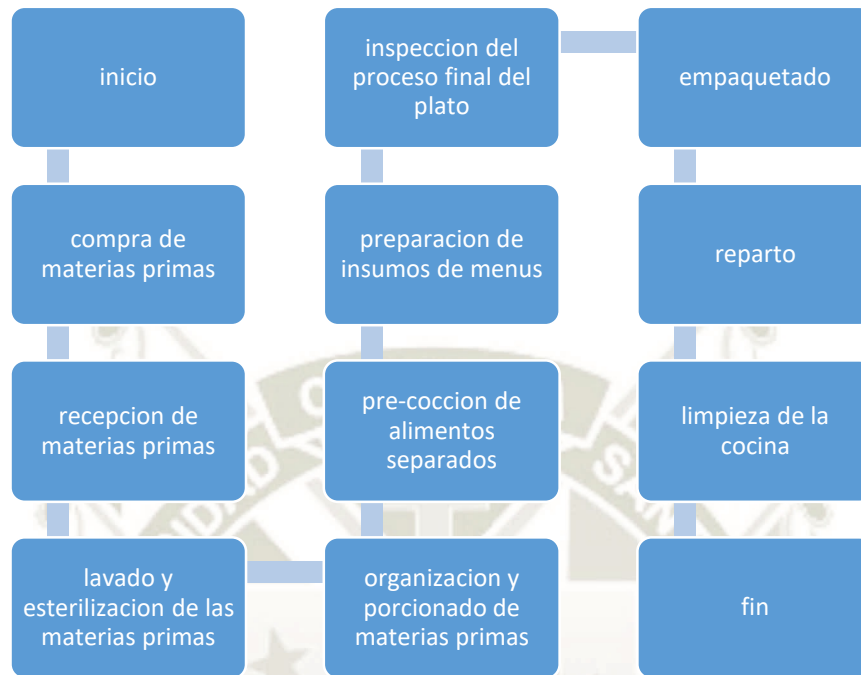 inicio
compra de
materias primas
recepcion de
materias primas
lavado y
esterilizacion de las
materias primas
organizacion y
porcionado de
materias primas
pre-coccion de
alimentos
separados
preparacion de
insumos de menus
inspeccion del
proceso final del
plato
empaquetado
reparto
limpieza de la
cocina
fin